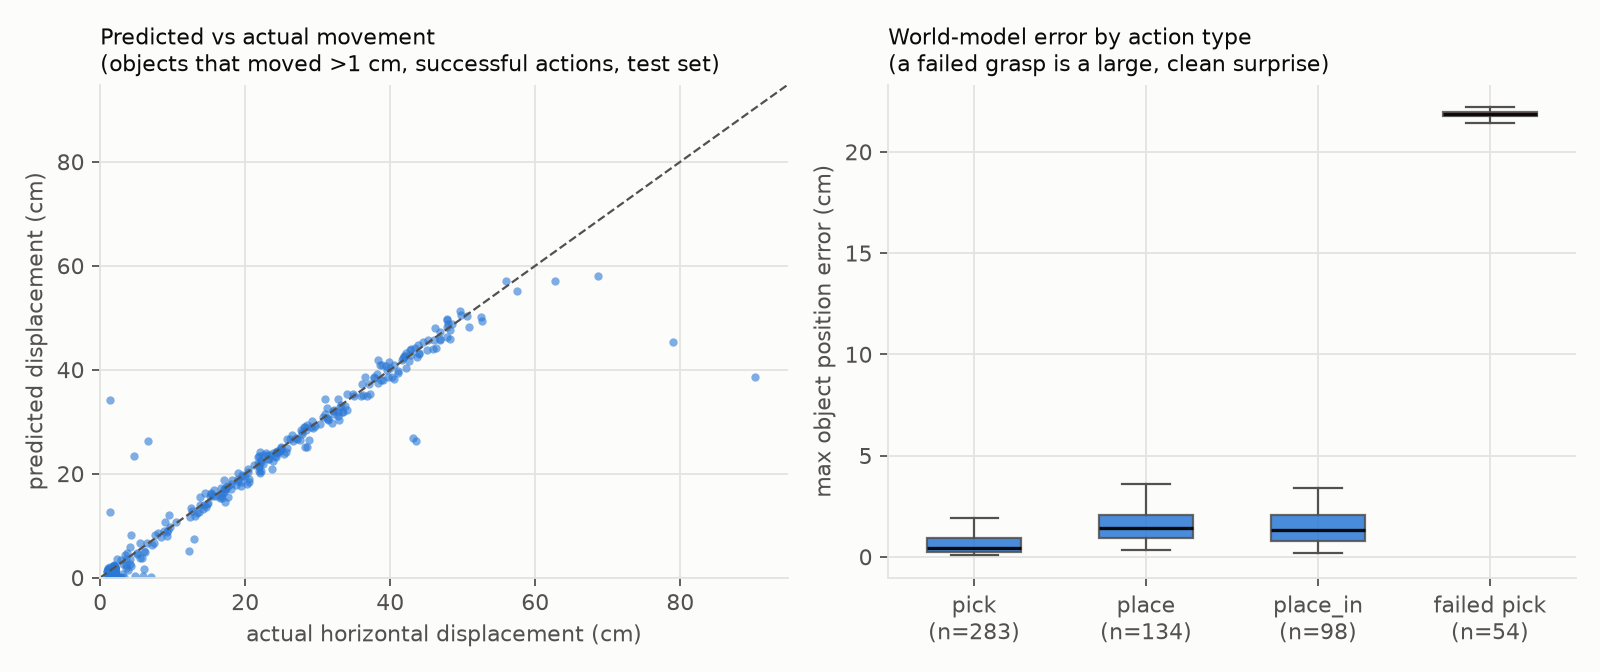 Predicted vs actual movement
(objects that moved >1 cm, successful actions, test set)
predicted displacement (cm)
80
60
40
20
0
0 20 40 60 80
actual horizontal displacement (cm)
World-model error by action type
(a failed grasp is a large, clean surprise)
max object position error (cm)
20
15
10
5
0
pick place place_in failed pick
(n=283) (n=134) (n=98) (n=54)